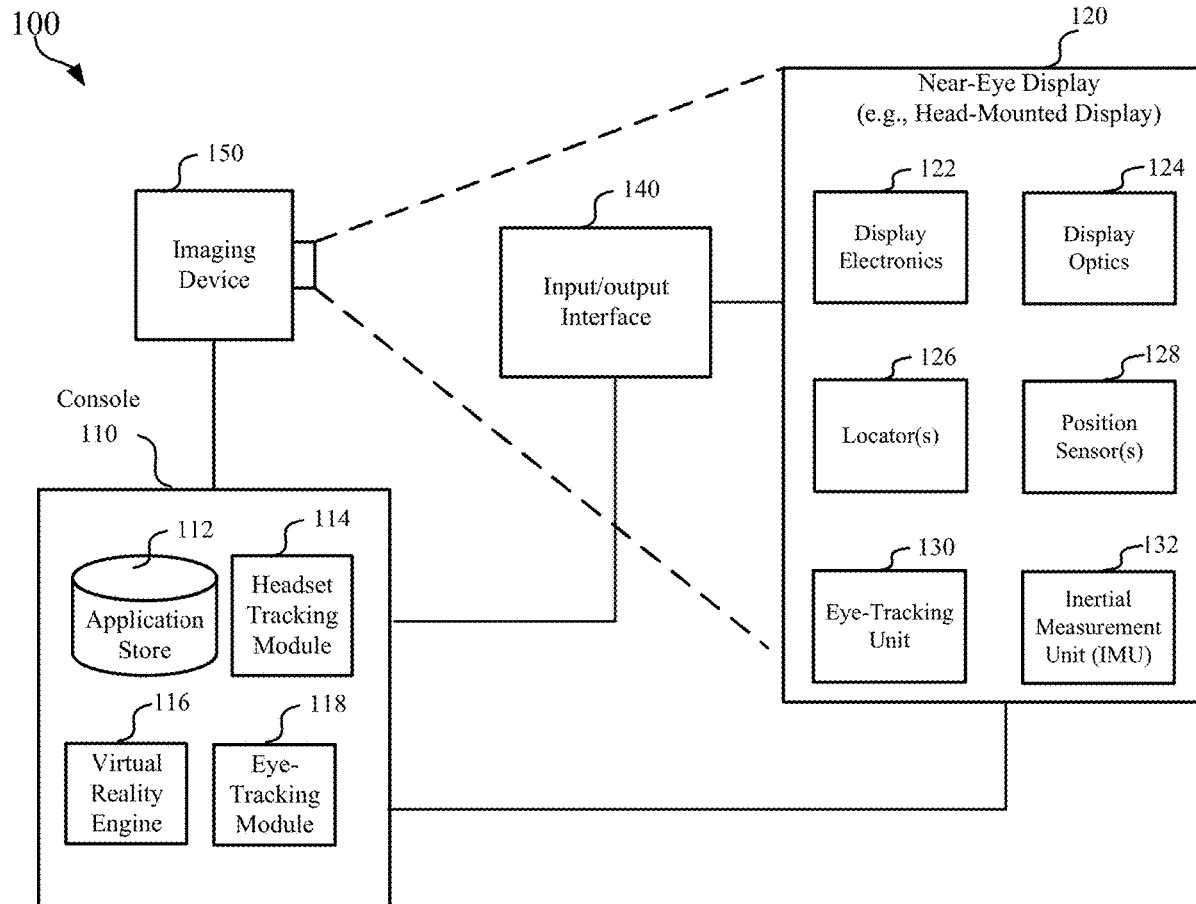 100
120
Near-Eye Display
(e.g., Head-Mounted Display)
150
Imaging
Device
140
Input/output
Interface
122
Display
Electronics
124
Display
Optics
126
Locator(s)
128
Position
Sensor(s)
130
Eye-Tracking
Unit
132
Inertial
Measurement
Unit (IMU)
Console
110
112
Application
Store
114
Headset
Tracking
Module
116
Virtual
Reality
Engine
118
Eye-
Tracking
Module